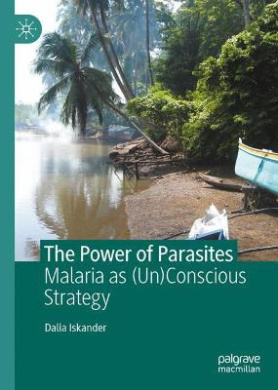 The Power of Parasites
Malaria as (Un)Conscious
Strategy
Dalia Iskander
palgrave
macmillan